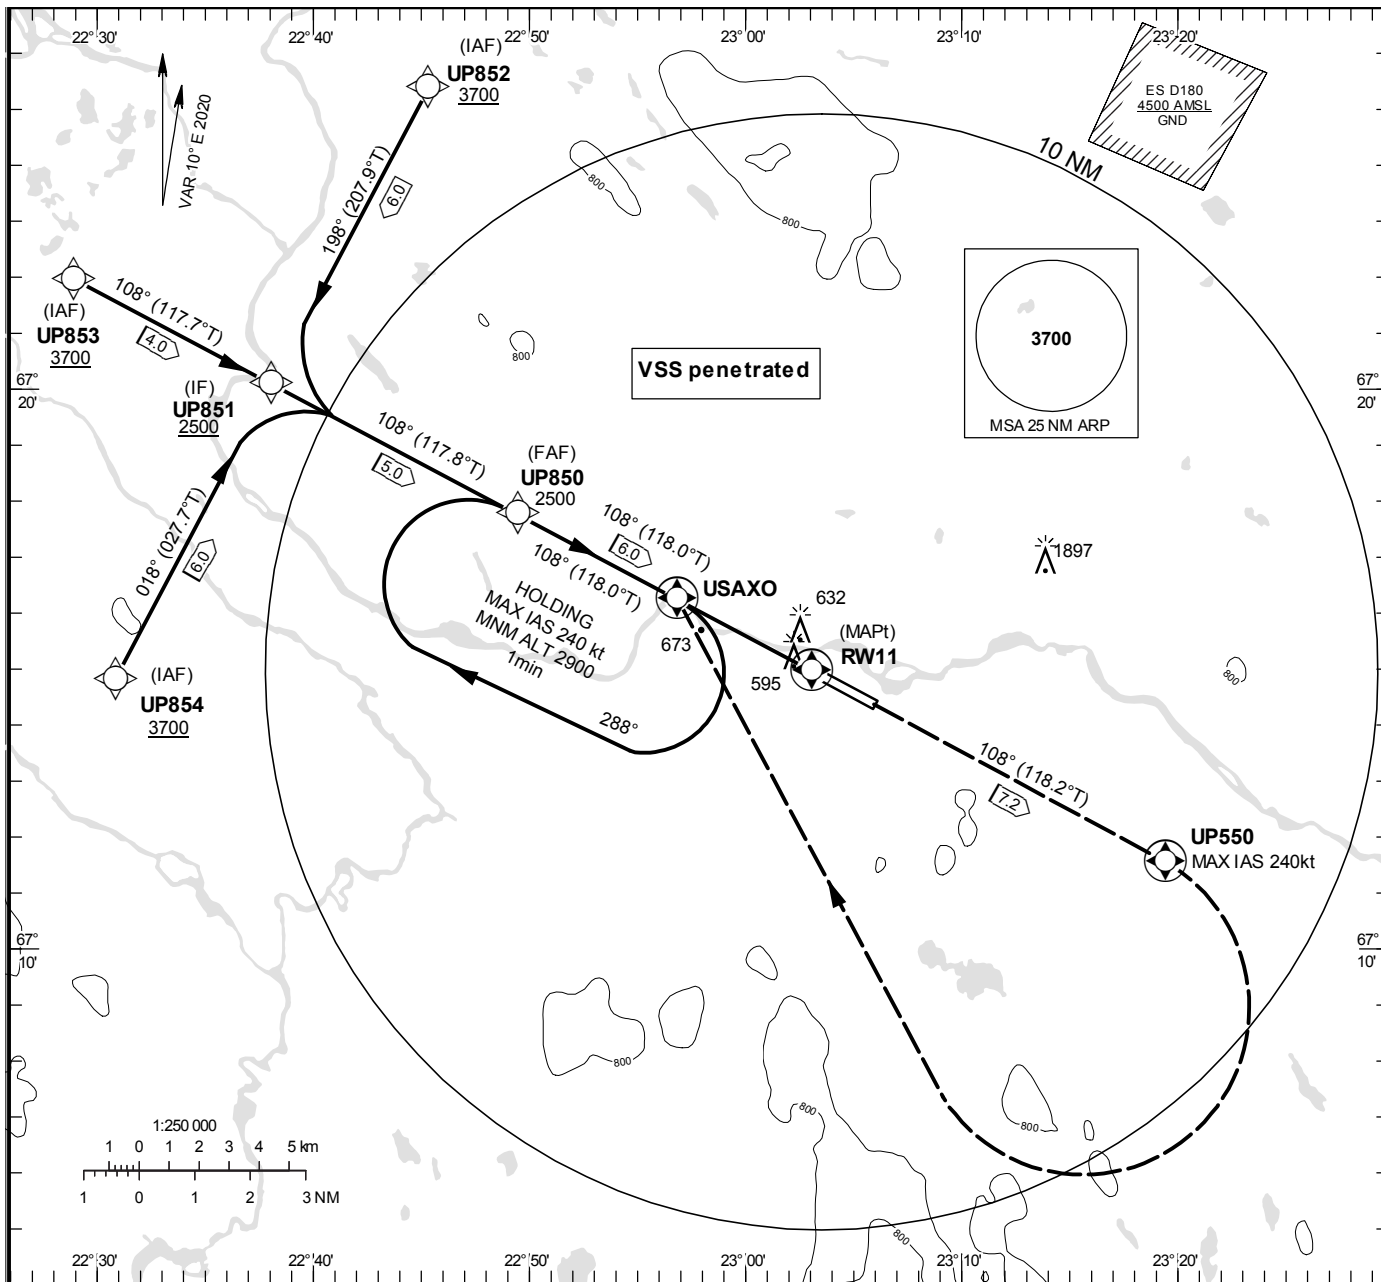 22°30'
22°40'
22°50'
23°00'
23°10'
23°20'
(IAF)
UP852
3700
VAR 10° E 2020
198° (207.9°T)
6.0
ES D180
4500 AMSL
GND
10 NM
800
800
108° (117.7°T)
4.0
(IAF)
UP853
3700
(IF)
UP851
2500
800
VSS penetrated
3700
MSA 25 NM ARP
67°
20'
67°
20'
108° (117.8°T)
5.0
(FAF)
UP850
2500
018° (027.7°T)
6.0
108° (118.0°T)
6.0
108° (118.0°T)
HOLDING
MAX IAS 240 kt
MNM ALT 2900
1min
288°
USAXO
673
632
595
(MAPt)
RW11
1897
800
(IAF)
UP854
3700
108° (118.2°T)
7.2
UP550
MAX IAS 240kt
67°
10'
67°
10'
800
800
800
800
1:250 000
1 0 1 2 3 4 5 km
1 0 1 2 3 NM
22°30'
22°40'
22°50'
23°00'
23°10'
23°20'